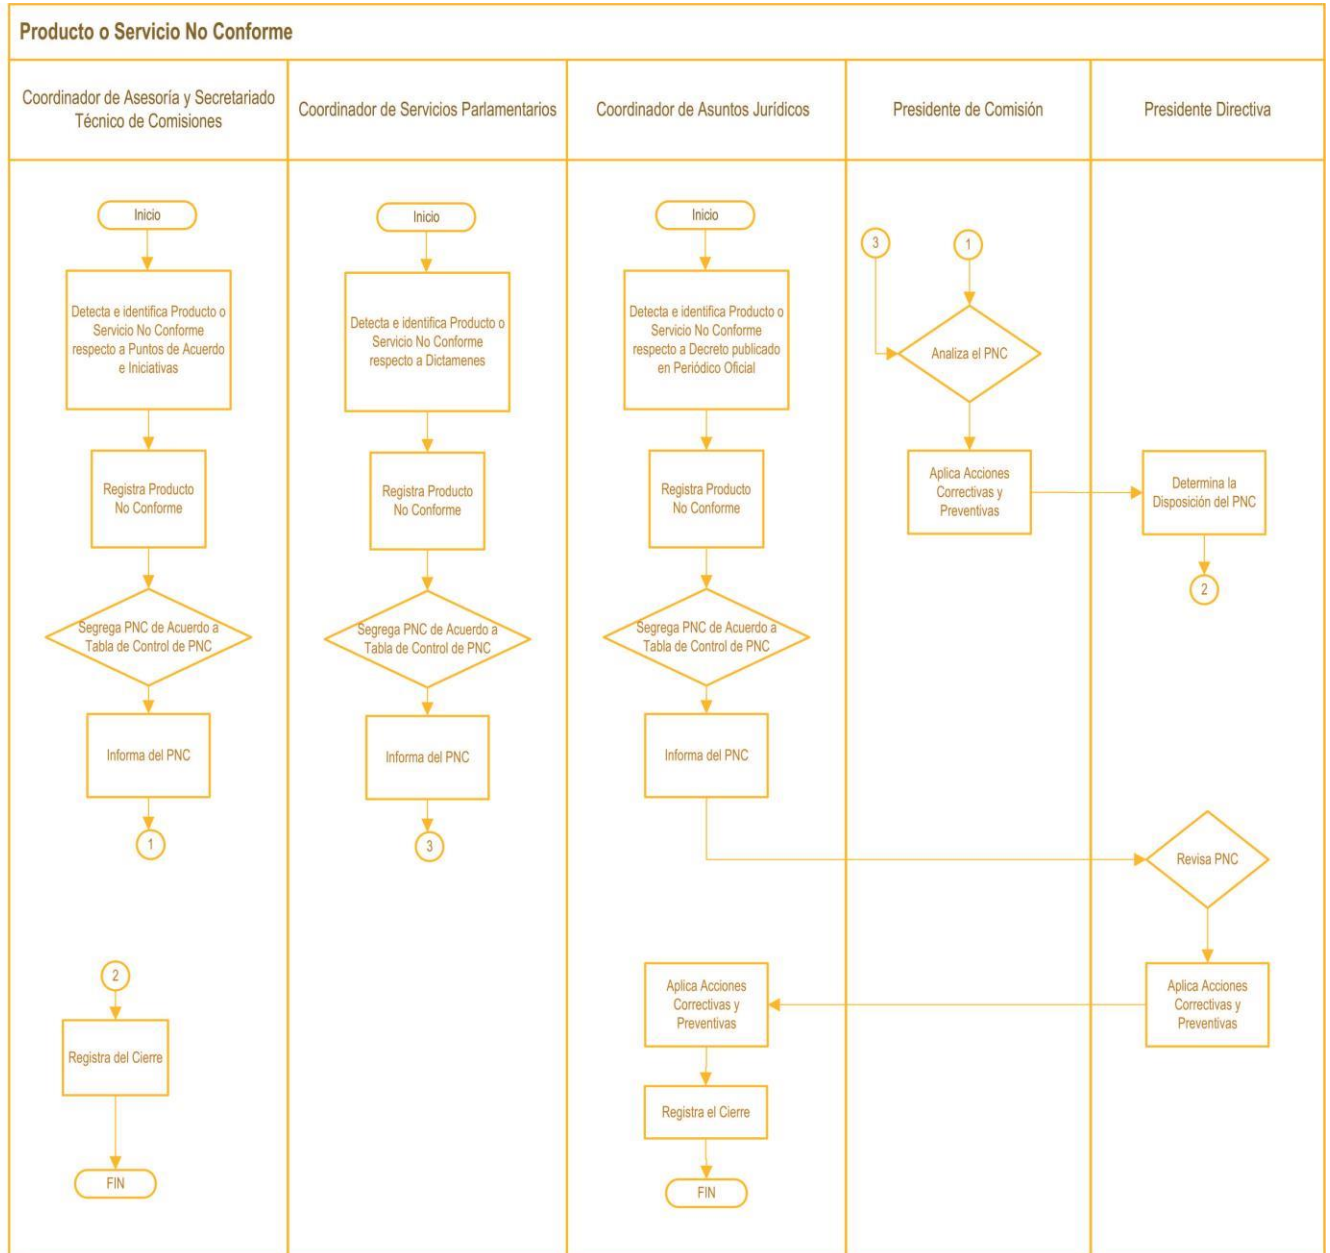 Producto o Servicio No Conforme
Coordinador de Asesoría y Secretariado
Técnico de Comisiones
Coordinador de Servicios Parlamentarios
Coordinador de Asuntos Jurídicos
Presidente de Comisión
Presidente Directiva
Inicio
Detecta e identifica Producto o
Servicio No Conforme
respecto a Puntos de Acuerdo
e Iniciativas
Registra Producto
No Conforme
Segrega PNC de Acuerdo a
Tabla de Control de PNC
Informa del PNC
1
2
Registra del Cierre
FIN
Inicio
Detecta e identifica Producto o
Servicio No Conforme
respecto a Dictamenes
Registra Producto
No Conforme
Segrega PNC de Acuerdo a
Tabla de Control de PNC
Informa del PNC
3
Inicio
Detecta e identifica Producto o
Servicio No Conforme
respecto a Decreto publicado
en Periódico Oficial
Registra Producto
No Conforme
Segrega PNC de Acuerdo a
Tabla de Control de PNC
Informa del PNC
Aplica Acciones
Correctivas y
Preventivas
Registra el Cierre
FIN
3
1
Analiza el PNC
Aplica Acciones
Correctivas y
Preventivas
Determina la
Disposición del PNC
2
Revisa PNC
Aplica Acciones
Correctivas y
Preventivas